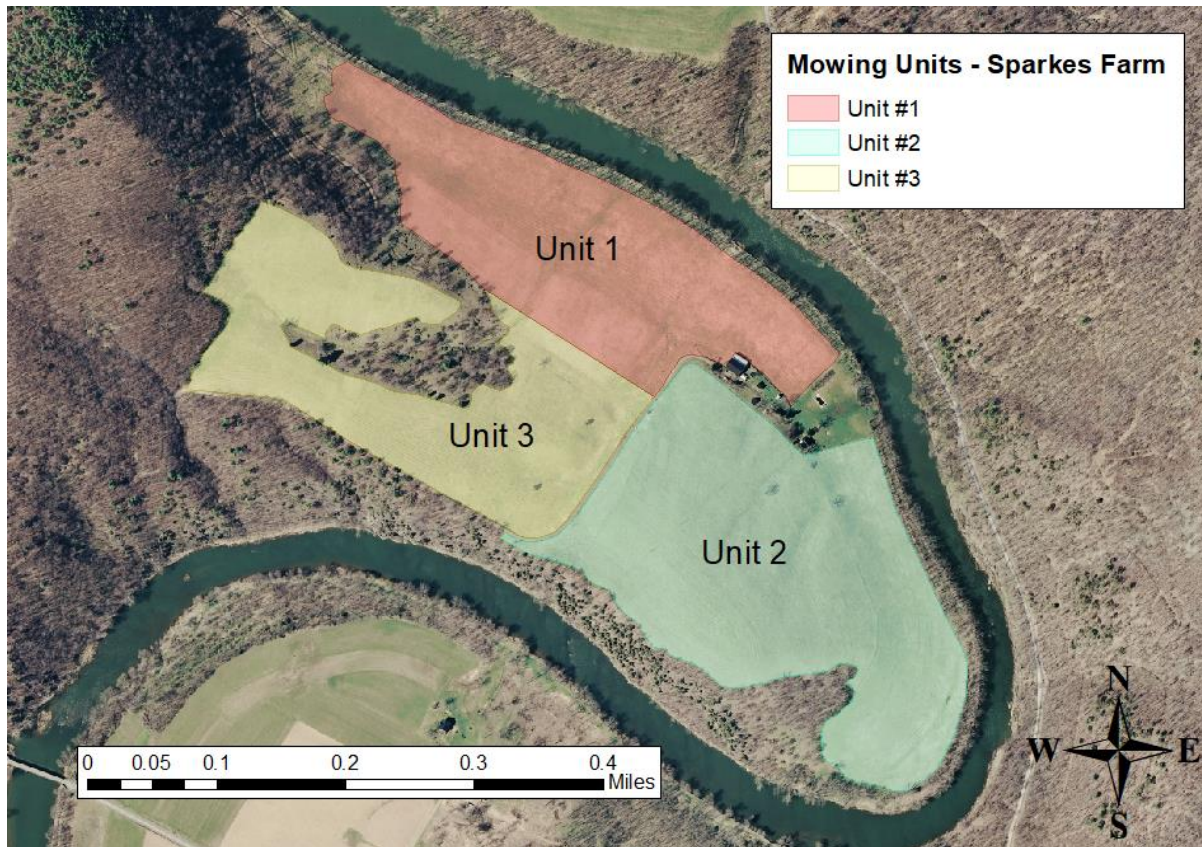 Mowing Units - Sparkes Farm
Unit #1
Unit #2
Unit #3
Unit 1
Unit 3
Unit 2
0 0.05 0.1 0.2 0.3 0.4
Miles
N
W E
S